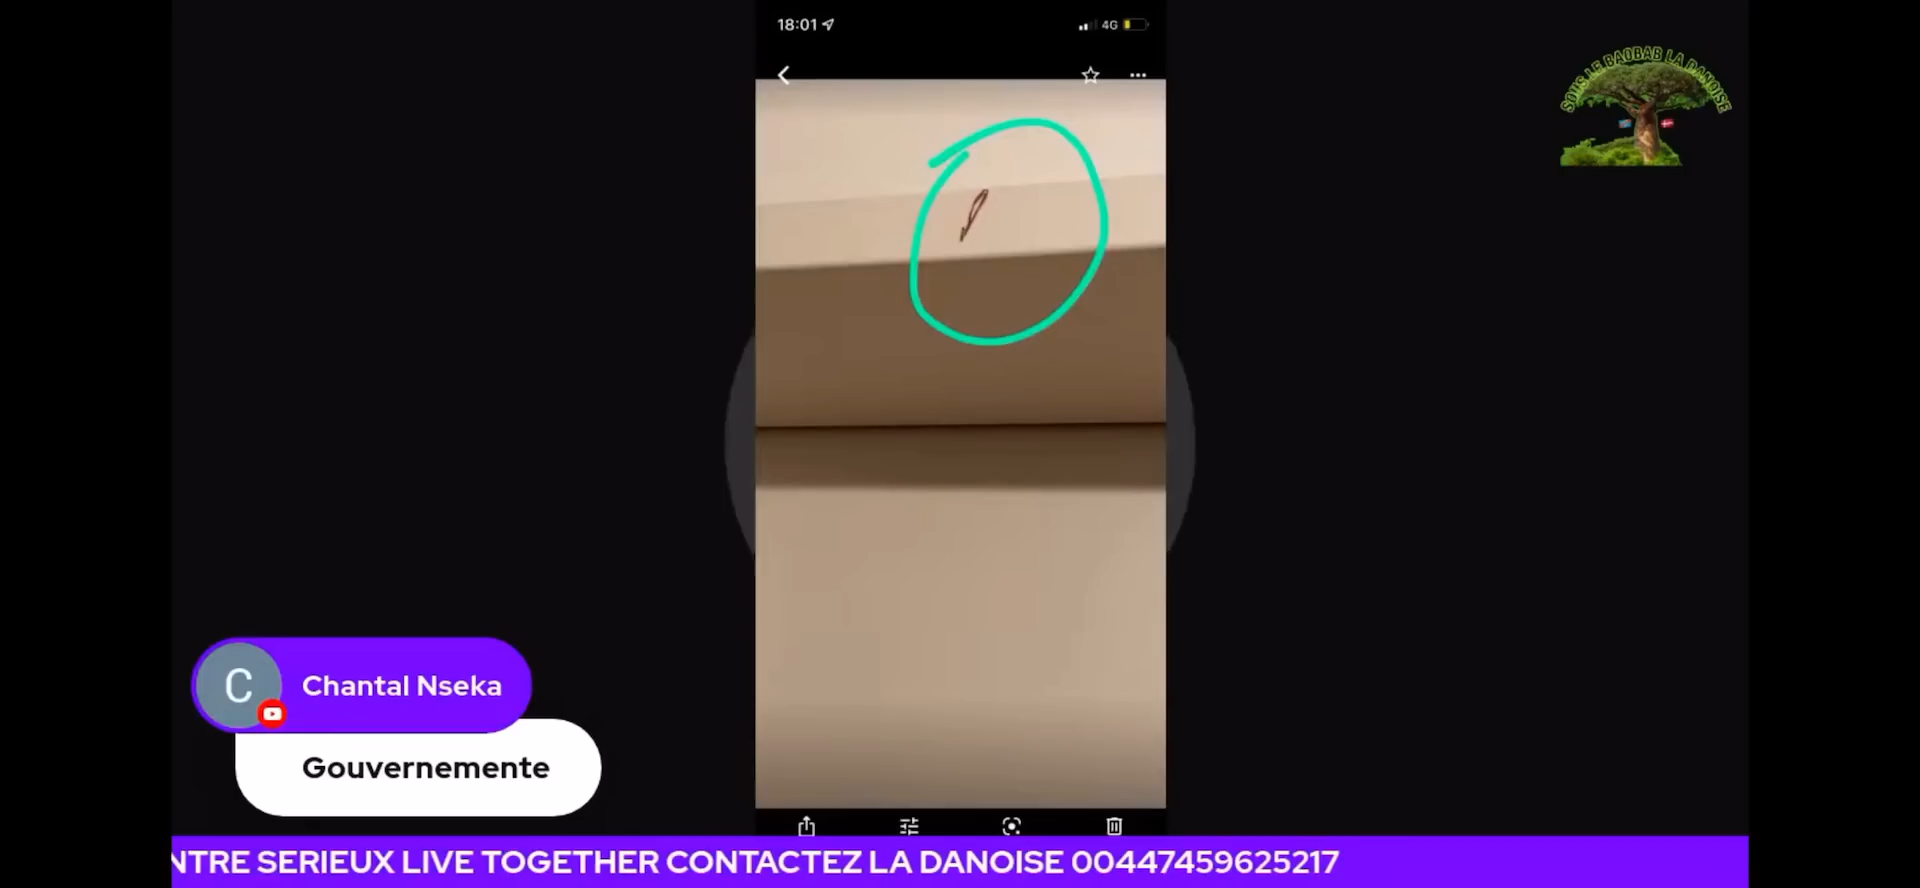 18:01
4G
SOUS LE BAOBAB LA DANOISE
C
Chantal Nseka
Gouvernemente
NTRE SERIEUX LIVE TOGETHER CONTACTEZ LA DANOISE 00447459625217